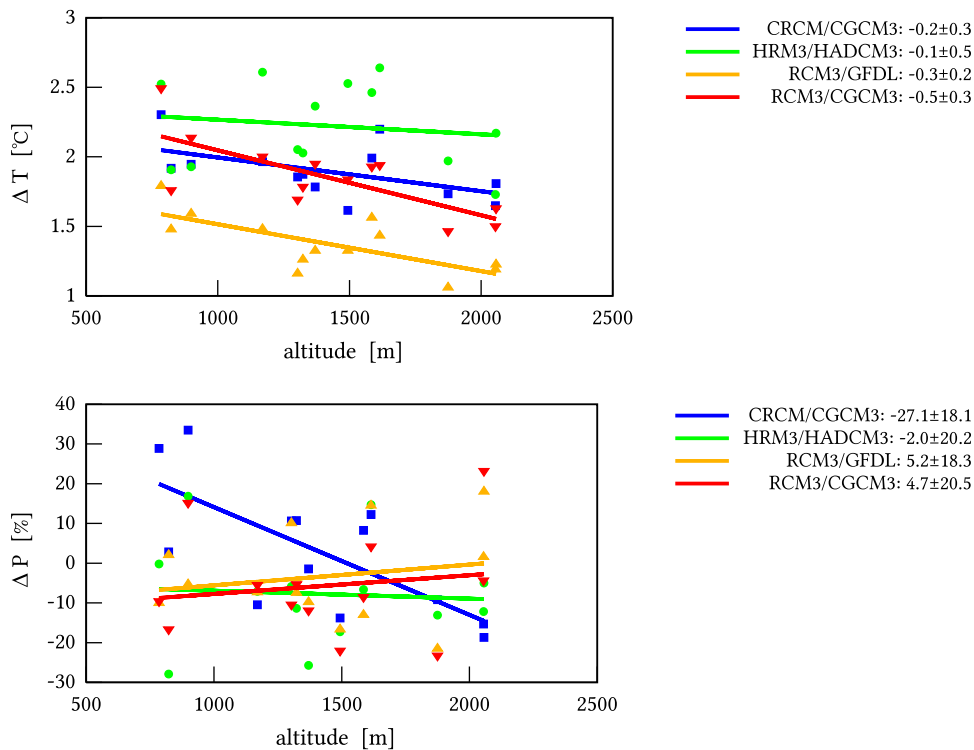 3
2.5
2
1.5
1
Δ T [℃]
500
1000
1500
2000
2500
altitude [m]
CRCM/CGCM3: -0.2±0.3
HRM3/HADCM3: -0.1±0.5
RCM3/GFDL: -0.3±0.2
RCM3/CGCM3: -0.5±0.3
40
30
20
10
0
-10
-20
-30
Δ P [%]
500
1000
1500
2000
2500
altitude [m]
CRCM/CGCM3: -27.1±18.1
HRM3/HADCM3: -2.0±20.2
RCM3/GFDL: 5.2±18.3
RCM3/CGCM3: 4.7±20.5